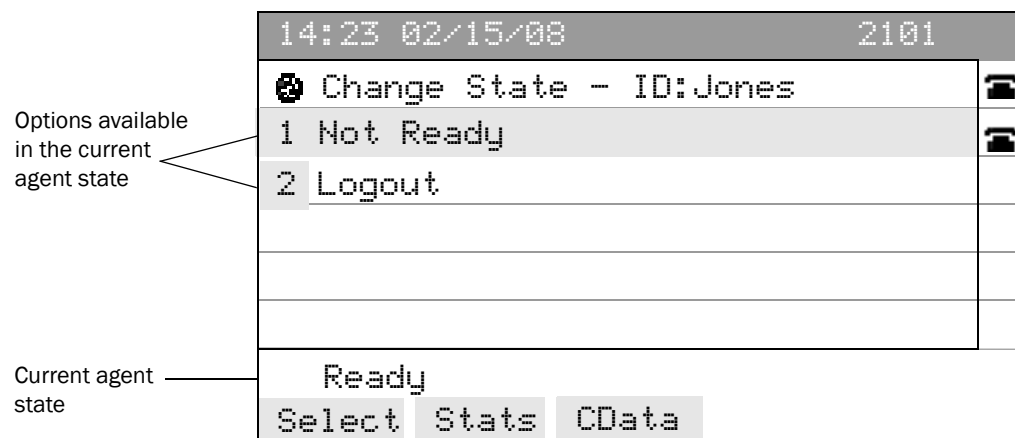 14:23 02/15/08 2101
Change State - ID:Jones
Options available
in the current
agent state
1 Not Ready
2 Logout
Current agent
state
Ready
Select Stats CData